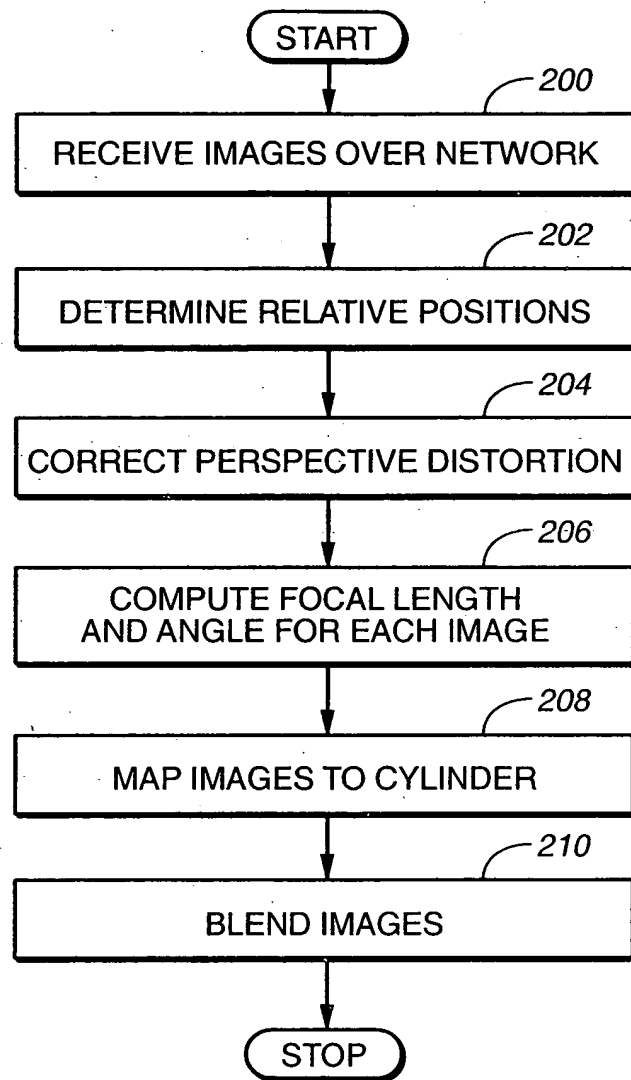 START
200
RECEIVE IMAGES OVER NETWORK
202
DETERMINE RELATIVE POSITIONS
204
CORRECT PERSPECTIVE DISTORTION
206
COMPUTE FOCAL LENGTH
AND ANGLE FOR EACH IMAGE
208
MAP IMAGES TO CYLINDER
210
BLEND IMAGES
STOP